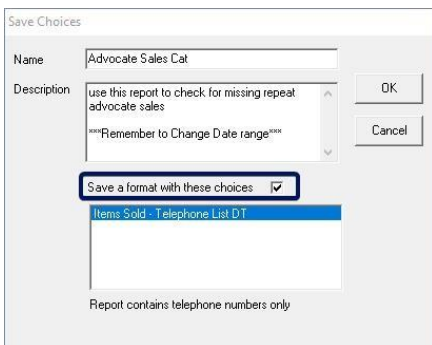 Save Choices
Name
Advocate Sales Cat
Description
use this report to check for missing repeat
advocate sales
***Remember to Change Date range***
OK
Cancel
Save a format with these choices
Items Sold - Telephone List DT
Report contains telephone numbers only